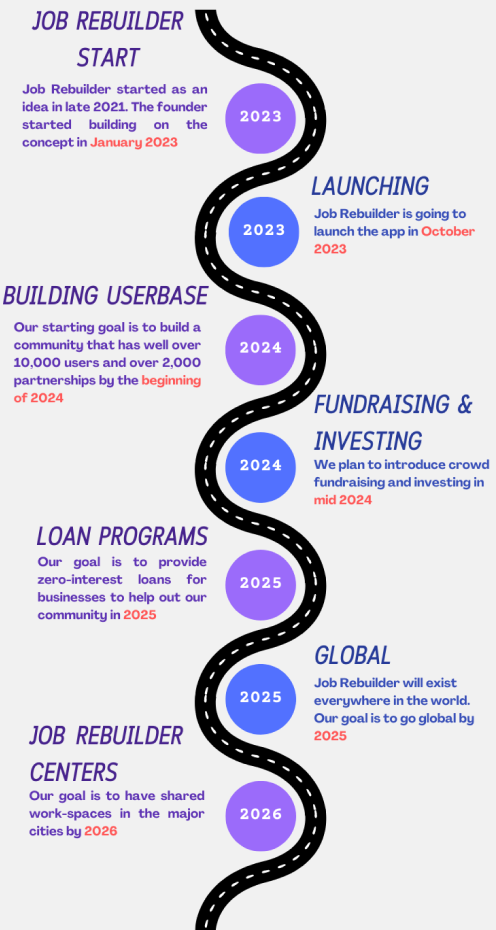 JOB REBUILDER
START
Job Rebuilder started as an
idea in late 2021. The founder
started building on the
concept in January 2023
2023
LAUNCHING
Job Rebuilder is going to
launch the app in October
2023
2023
BUILDING USERBASE
Our starting goal is to build a
community that has well over
10,000 users and over 2,000
partnerships by the beginning
of 2024
2024
FUNDRAISING &
INVESTING
We plan to introduce crowd
fundraising and investing in
mid 2024
2024
LOAN PROGRAMS
Our goal is to provide
zero-interest loans for
businesses to help out our
community in 2025
2025
GLOBAL
Job Rebuilder will exist
everywhere in the world.
Our goal is to go global by
2025
2025
JOB REBUILDER
CENTERS
Our goal is to have shared
work-spaces in the major
cities by 2026
2026